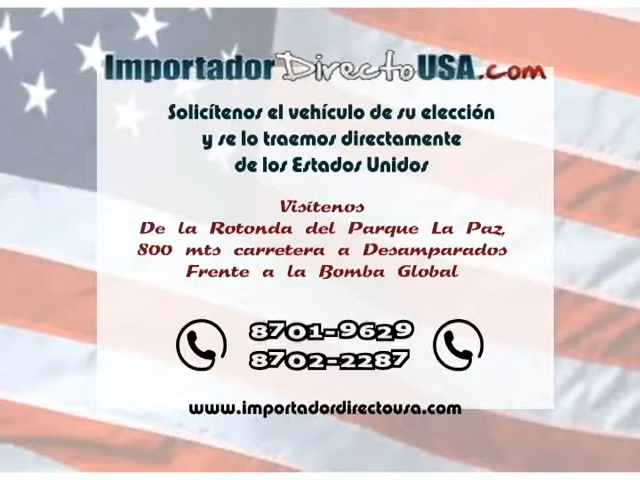 ImportadorDirectoUSA.com
Solicítenos el vehículo de su elección
y se lo traemos directamente
de los Estados Unidos
Visítenos
De la Rotonda del Parque La Paz,
800 mts carretera a Desamparados
Frente a la Bomba Global
8701-9629
8702-2287
www.importadordirectousa.com